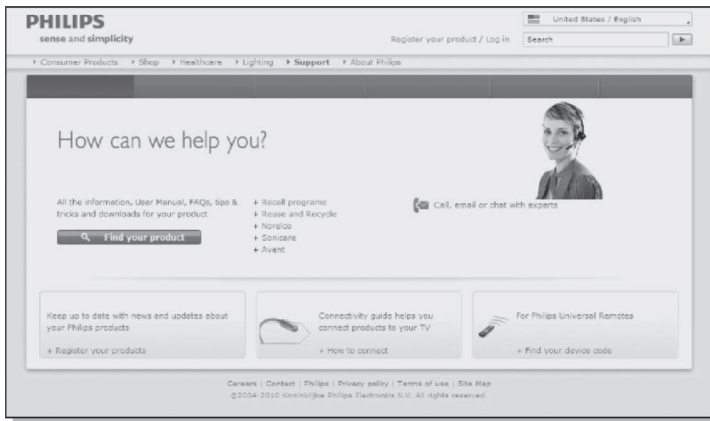 PHILIPS
sense and simplicity
United States / English
Register your product / Log in
Search
Consumer Products Shop Healthcare Lighting Support About Philips
How can we help you?
All the information, User Manual, FAQs, tips &
tricks and downloads for your product
Find your product
+ Recall programs
+ Reuse and Recycle
+ Norelco
+ Sonicare
+ Avent
Call, email or chat with experts
Keep up to date with news and updates about
your Philips products
+ Register your products
Connectivity guide helps you
connect products to your TV
+ How to connect
For Philips Universal Remotes
+ Find your device code
Careers | Contact | Philips | Privacy policy | Terms of use | Site Map
©2004-2010 Koninklijke Philips Electronics N.V. All rights reserved.